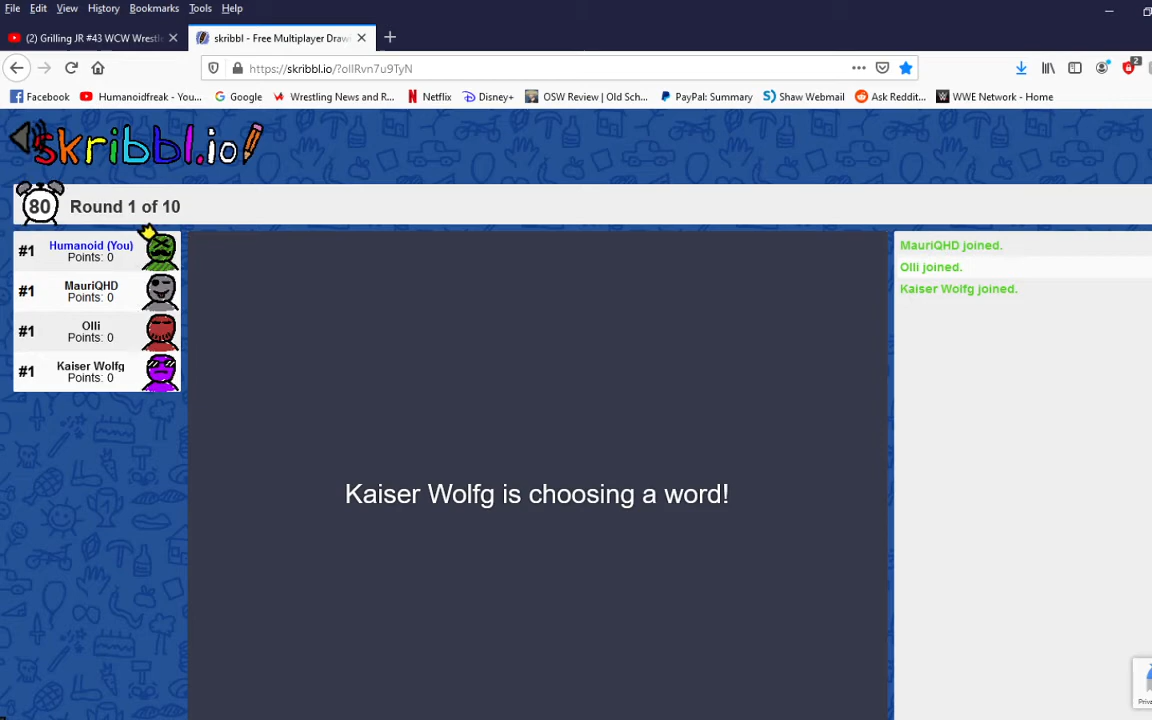 File Edit View History Bookmarks Tools Help
(2) Grilling JR #43 WCW Wrestl
skribbl - Free Multiplayer Draw
https://skribbl.io/?olIRvn7u9TyN
2
Facebook Humanoidfreak - You... Google Wrestling News and R... Netflix Disney+ OSW Review | Old Sch... PayPal: Summary Shaw Webmail Ask Reddit... WWE Network - Home
skribbl.io
80 Round 1 of 10
#1 Humanoid (You)
Points: 0
#1 MauriQHD
Points: 0
#1 Olli
Points: 0
#1 Kaiser Wolfg
Points: 0
Kaiser Wolfg is choosing a word!
MauriQHD joined.
Olli joined.
Kaiser Wolfg joined.
Priva